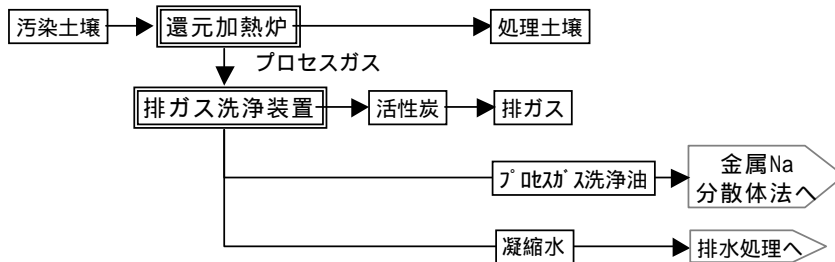 汚染土壌
還元加熱炉
処理土壌
プロセスガス
排ガス洗浄装置
活性炭
排ガス
プロセスガス洗浄油
金属Na
分散体法へ
凝縮水
排水処理へ